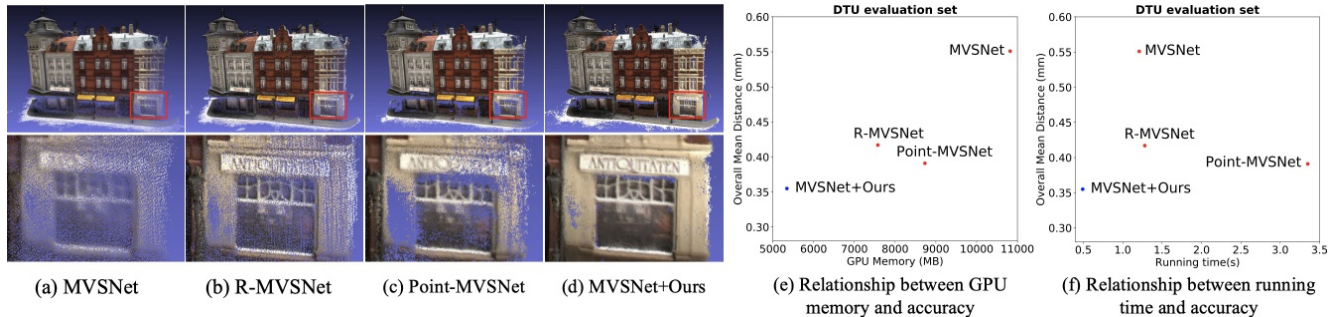 ANTIQUITATEN
ANTIQUITATEN
ANTIQUITATEN
(a) MVSNet
(b) R-MVSNet
(c) Point-MVSNet
(d) MVSNet+Ours
DTU evaluation set
Overall Mean Distance (mm)
0.60
0.55
0.50
0.45
0.40
0.35
0.30
MVSNet
R-MVSNet
Point-MVSNet
MVSNet+Ours
5000 6000 7000 8000 9000 10000 11000
GPU Memory (MB)
(e) Relationship between GPU
memory and accuracy
DTU evaluation set
Overall Mean Distance (mm)
0.60
0.55
0.50
0.45
0.40
0.35
0.30
MVSNet
R-MVSNet
Point-MVSNet
MVSNet+Ours
0.5 1.0 1.5 2.0 2.5 3.0 3.5
Running time(s)
(f) Relationship between running
time and accuracy